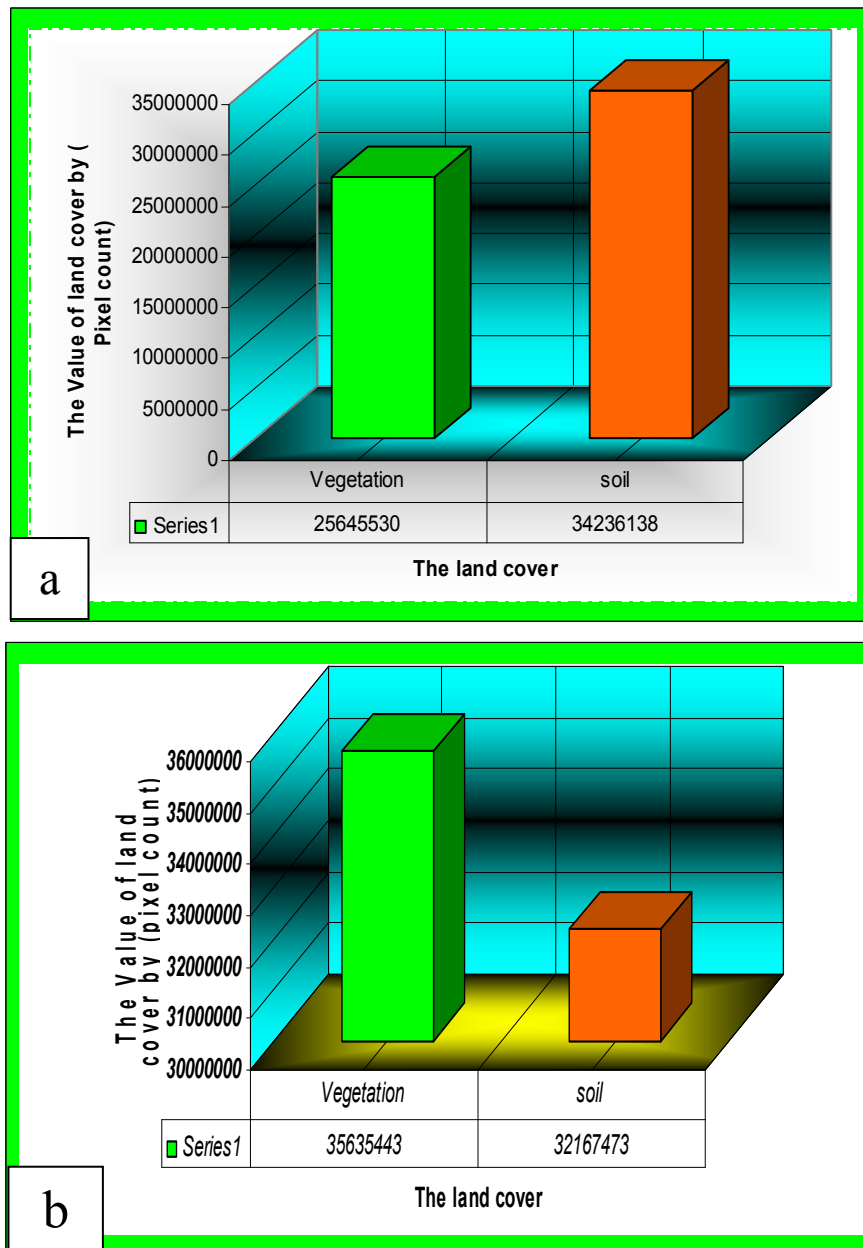 The Value of land cover by (
Pixel count)
35000000
30000000
25000000
20000000
15000000
10000000
5000000
0
Vegetation soil
Series1 25645530 34236138
The land cover
a
The Value of land
cover by (pixel count)
36000000
35000000
34000000
33000000
32000000
31000000
30000000
Vegetation soil
Series1 35635443 32167473
The land cover
b